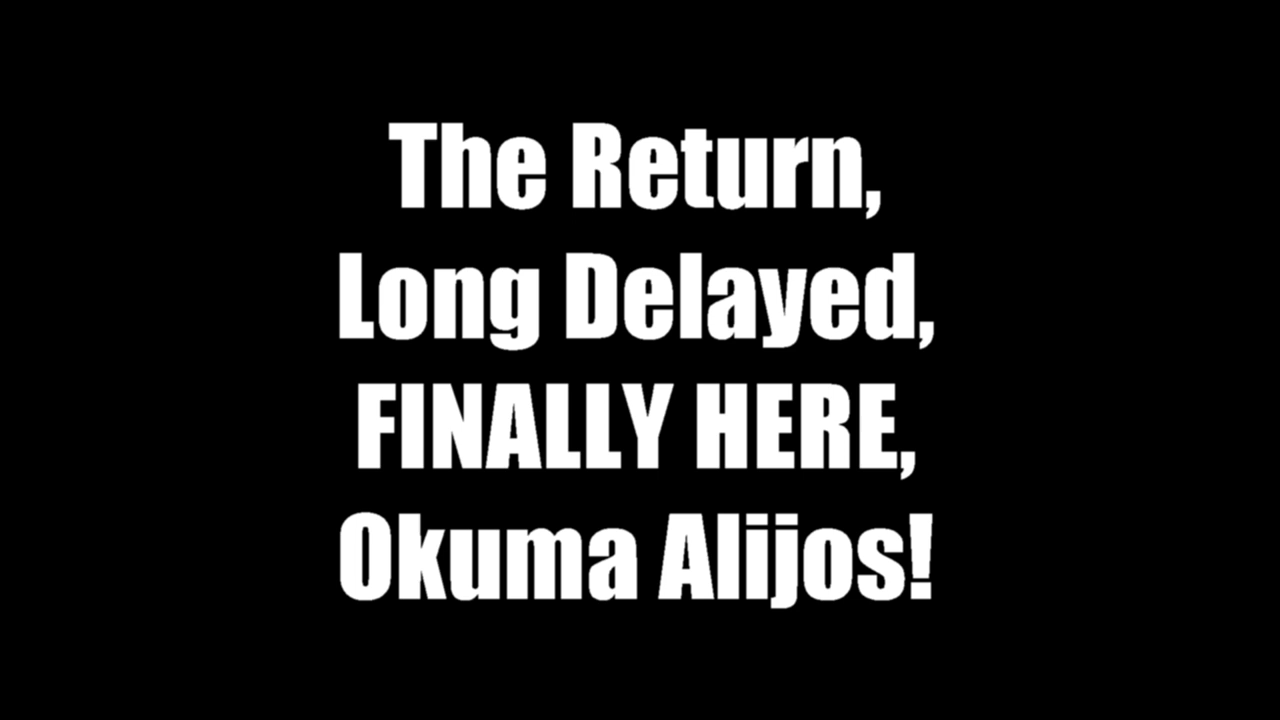 The Return,
Long Delayed,
FINALLY HERE,
Okuma Alijos!